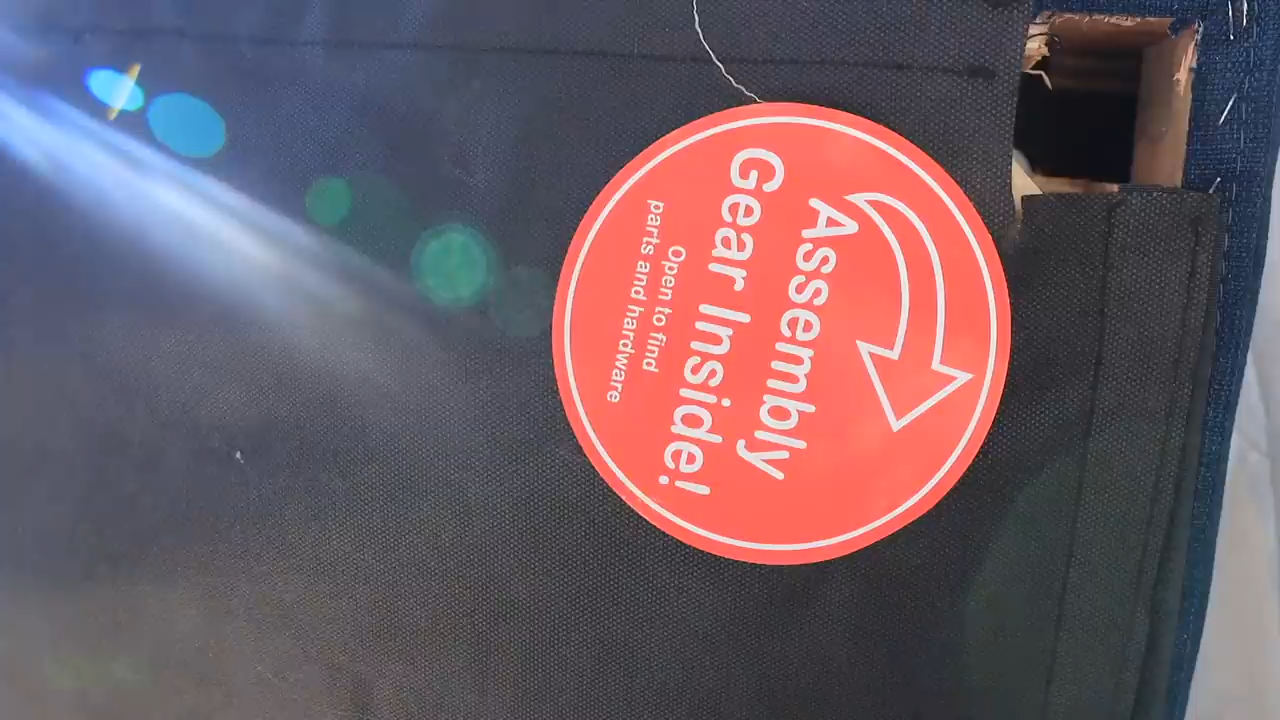 Assembly
Gear Inside!
Open to find
parts and hardware